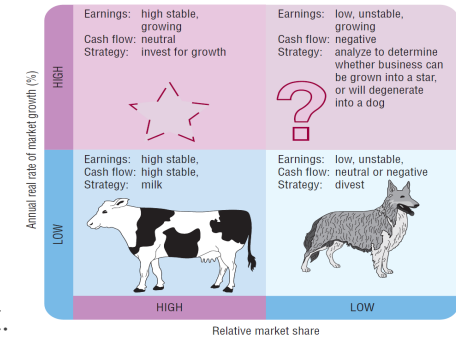 Earnings: high stable,
growing
Cash flow: neutral
Strategy: invest for growth
Earnings: low, unstable,
growing
Cash flow: negative
Strategy: analyze to determine
whether business can
be grown into a star,
or will degenerate
into a dog
?
Annual real rate of market growth (%)
HIGH
Earnings: high stable,
Cash flow: high stable,
Strategy: milk
Earnings: low, unstable,
Cash flow: neutral or negative
Strategy: divest
LOW
HIGH
LOW
Relative market share